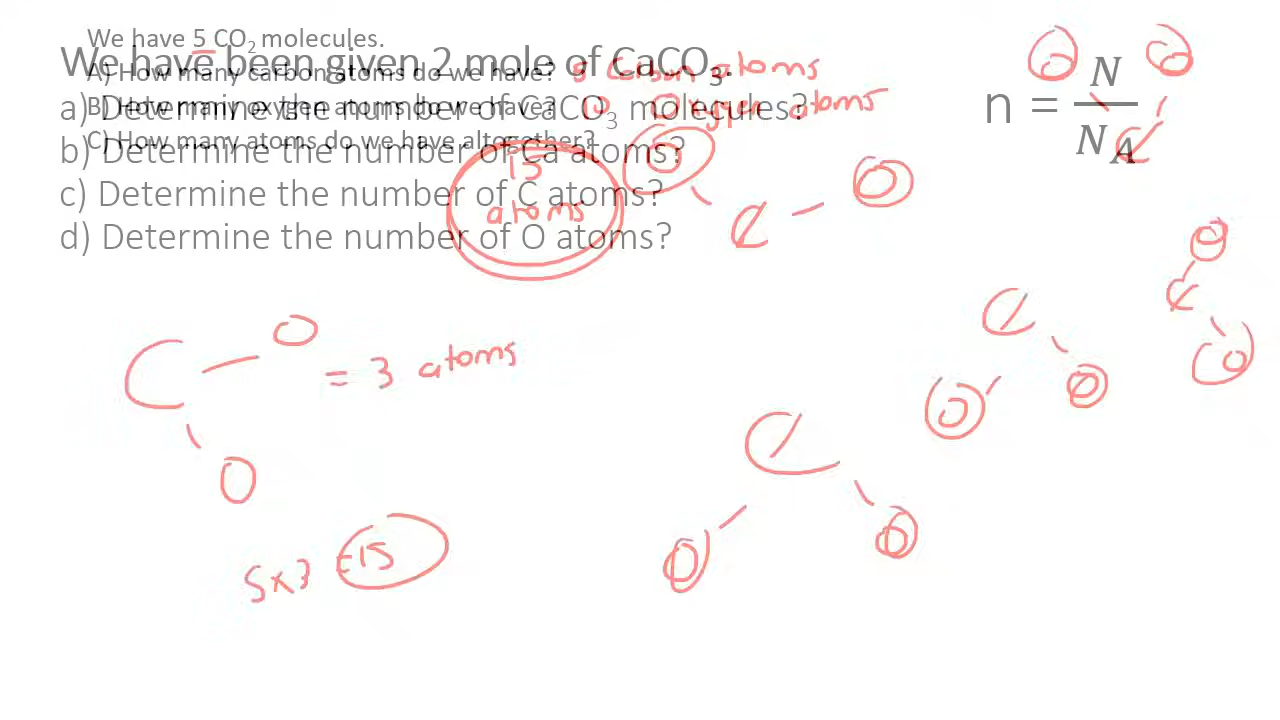 We have 5 CO2 molecules.
We have been given 2 mole of CaCO3.
A) How many carbon atoms do we have? 5 Carbon atoms
a) Determine the number of CaCO3 molecules?
B) How many oxygen atoms do we have? 10 Oxygen atoms
C) How many atoms do we have altogether?
b) Determine the number of Ca atoms?
15
atoms
c) Determine the number of C atoms?
d) Determine the number of O atoms?
n = N / NA
O O
C
O
O
C
O
C
O
C
O
O
O
C
O
C
O
O
= 3 atoms
5x3 = 15